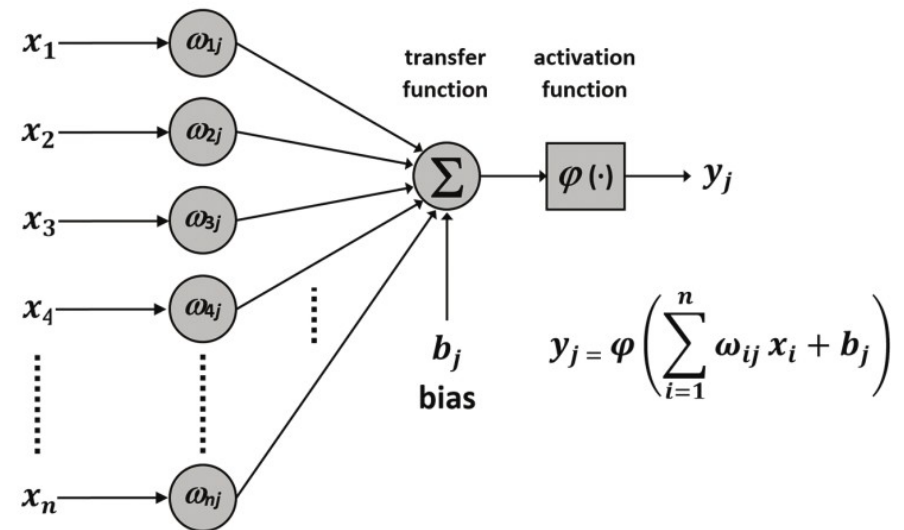 x₁ ω₁ⱼ
transfer function
activation function
x₂ ω₂ⱼ
Σ φ(·) yⱼ
x₃ ω₃ⱼ
x₄ ω₄ⱼ
bⱼ
bias
yⱼ = φ(∑ⁿᵢ₌₁ ωᵢⱼ xᵢ + bⱼ)
xₙ ωₙⱼ